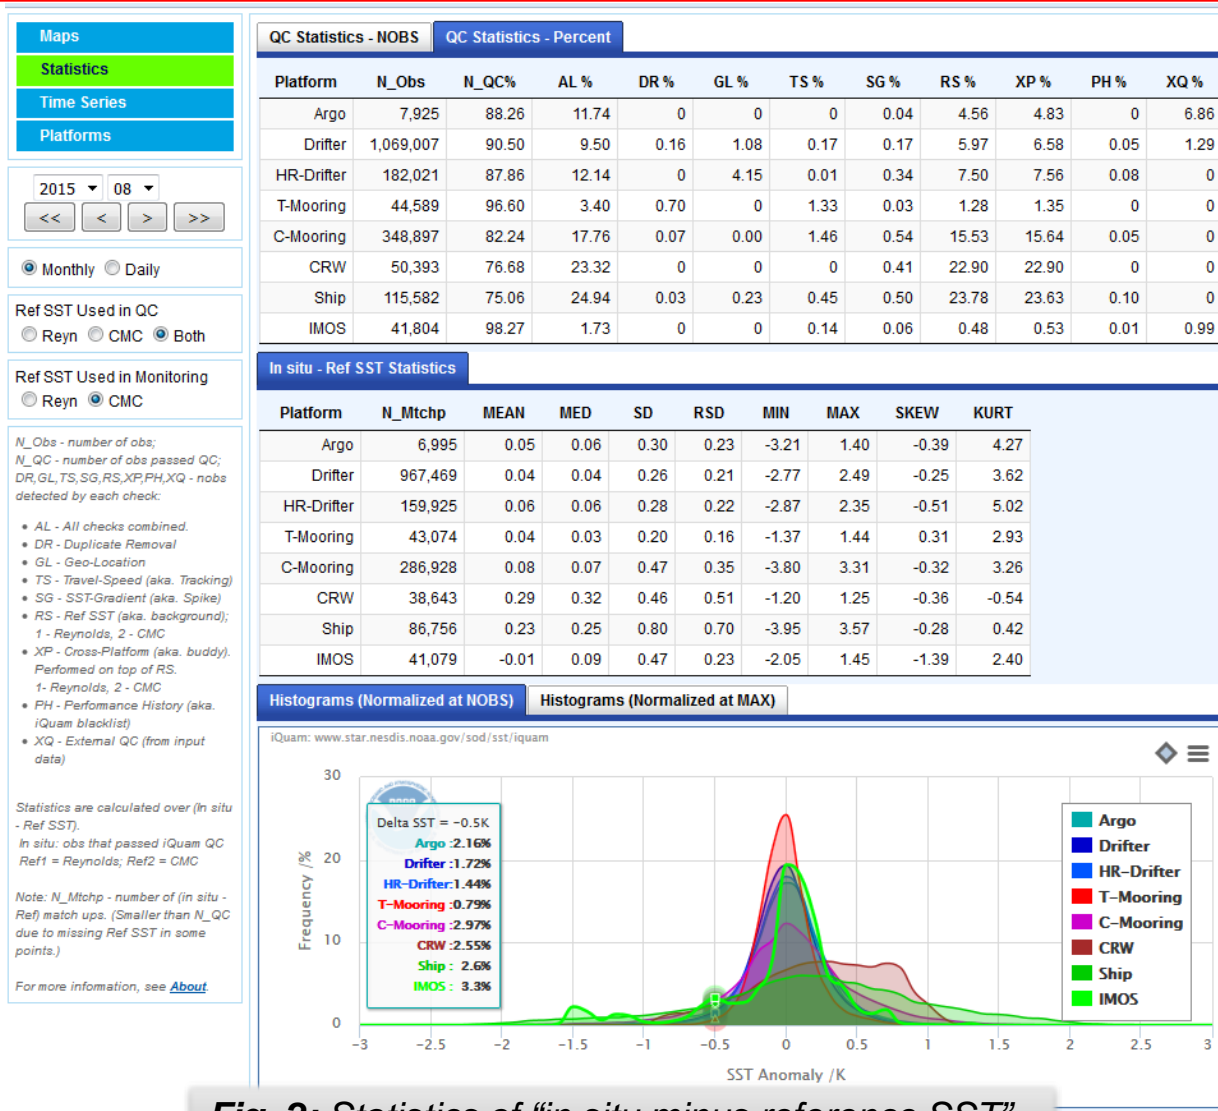 Maps
Statistics
Time Series
Platforms
2015 08
<< < > >>
Monthly Daily
Ref SST Used in QC
Reyn CMC Both
Ref SST Used in Monitoring
Reyn CMC
N_Obs - number of obs;
N_QC - number of obs passed QC;
DR,GL,TS,SG,RS,XP,PH,XQ - nobs
detected by each check:
• AL - All checks combined.
• DR - Duplicate Removal
• GL - Geo-Location
• TS - Travel-Speed (aka. Tracking)
• SG - SST-Gradient (aka. Spike)
• RS - Ref SST (aka. background);
1 - Reynolds, 2 - CMC
• XP - Cross-Platform (aka. buddy).
Performed on top of RS.
1- Reynolds, 2 - CMC
• PH - Performance History (aka.
iQuam blacklist)
• XQ - External QC (from input
data)
Statistics are calculated over (In situ
- Ref SST).
In situ: obs that passed iQuam QC
Ref1 = Reynolds; Ref2 = CMC
Note: N_Mtchp - number of (in situ -
Ref) match ups. (Smaller than N_QC
due to missing Ref SST in some
points.)
For more information, see About.
QC Statistics - NOBS QC Statistics - Percent
Platform N_Obs N_QC% AL % DR % GL % TS % SG % RS % XP % PH % XQ %
Argo 7,925 88.26 11.74 0 0 0 0.04 4.56 4.83 0 6.86
Drifter 1,069,007 90.50 9.50 0.16 1.08 0.17 0.17 5.97 6.58 0.05 1.29
HR-Drifter 182,021 87.86 12.14 0 4.15 0.01 0.34 7.50 7.56 0.08 0
T-Mooring 44,589 96.60 3.40 0.70 0 1.33 0.03 1.28 1.35 0 0
C-Mooring 348,897 82.24 17.76 0.07 0.00 1.46 0.54 15.53 15.64 0.05 0
CRW 50,393 76.68 23.32 0 0 0 0.41 22.90 22.90 0 0
Ship 115,582 75.06 24.94 0.03 0.23 0.45 0.50 23.78 23.63 0.10 0
IMOS 41,804 98.27 1.73 0 0 0.14 0.06 0.48 0.53 0.01 0.99
In situ - Ref SST Statistics
Platform N_Mtchp MEAN MED SD RSD MIN MAX SKEW KURT
Argo 6,995 0.05 0.06 0.30 0.23 -3.21 1.40 -0.39 4.27
Drifter 967,469 0.04 0.04 0.26 0.21 -2.77 2.49 -0.25 3.62
HR-Drifter 159,925 0.06 0.06 0.28 0.22 -2.87 2.35 -0.51 5.02
T-Mooring 43,074 0.04 0.03 0.20 0.16 -1.37 1.44 0.31 2.93
C-Mooring 286,928 0.08 0.07 0.47 0.35 -3.80 3.31 -0.32 3.26
CRW 38,643 0.29 0.32 0.46 0.51 -1.20 1.25 -0.36 -0.54
Ship 86,756 0.23 0.25 0.80 0.70 -3.95 3.57 -0.28 0.42
IMOS 41,079 -0.01 0.09 0.47 0.23 -2.05 1.45 -1.39 2.40
Histograms (Normalized at NOBS) Histograms (Normalized at MAX)
iQuam: www.star.nesdis.noaa.gov/sod/sst/iquam
Frequency /%
30
20
10
0
Delta SST = -0.5K
Argo :2.16%
Drifter :1.72%
HR-Drifter:1.44%
T-Mooring :0.79%
C-Mooring :2.97%
CRW :2.55%
Ship : 2.6%
IMOS : 3.3%
Argo
Drifter
HR-Drifter
T-Mooring
C-Mooring
CRW
Ship
IMOS
-3 -2.5 -2 -1.5 -1 -0.5 0 0.5 1 1.5 2 2.5 3
SST Anomaly /K
Fig. 2: Statistics of "in situ minus reference SST"